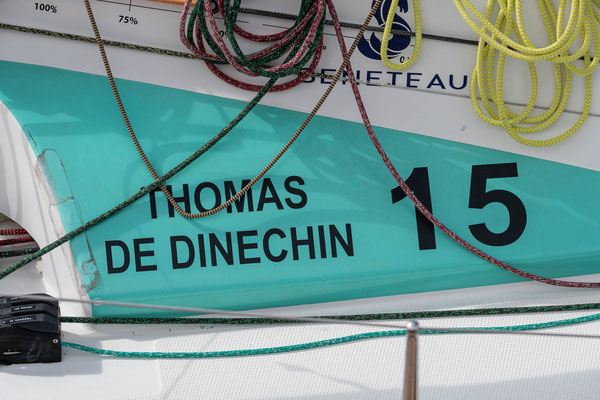 100%
75%
BENETEAU
THOMAS
DE DINECHIN
15